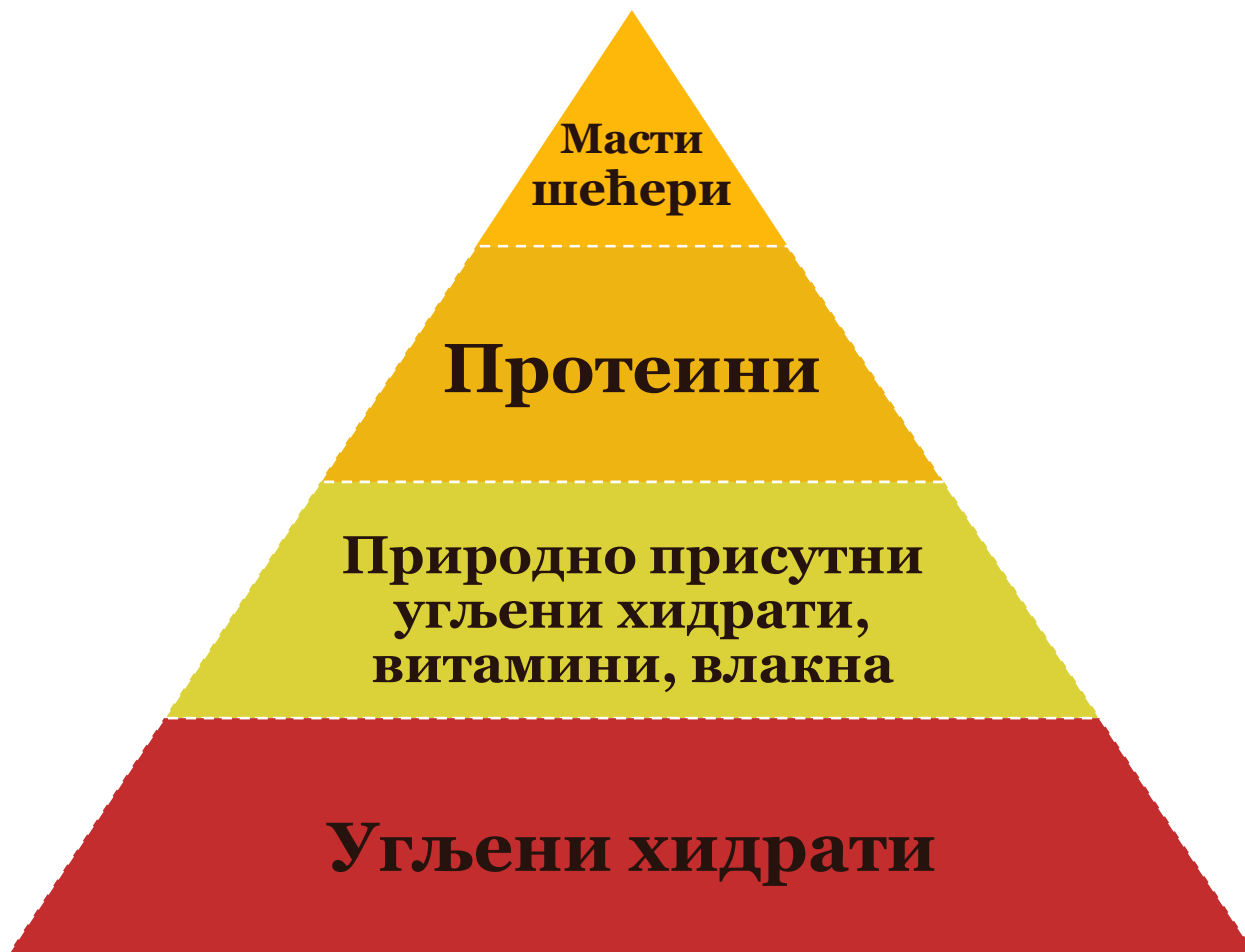 Масти
шећери
Протеини
Природно присутни
угљени хидрати,
витамини, влакна
Угљени хидрати